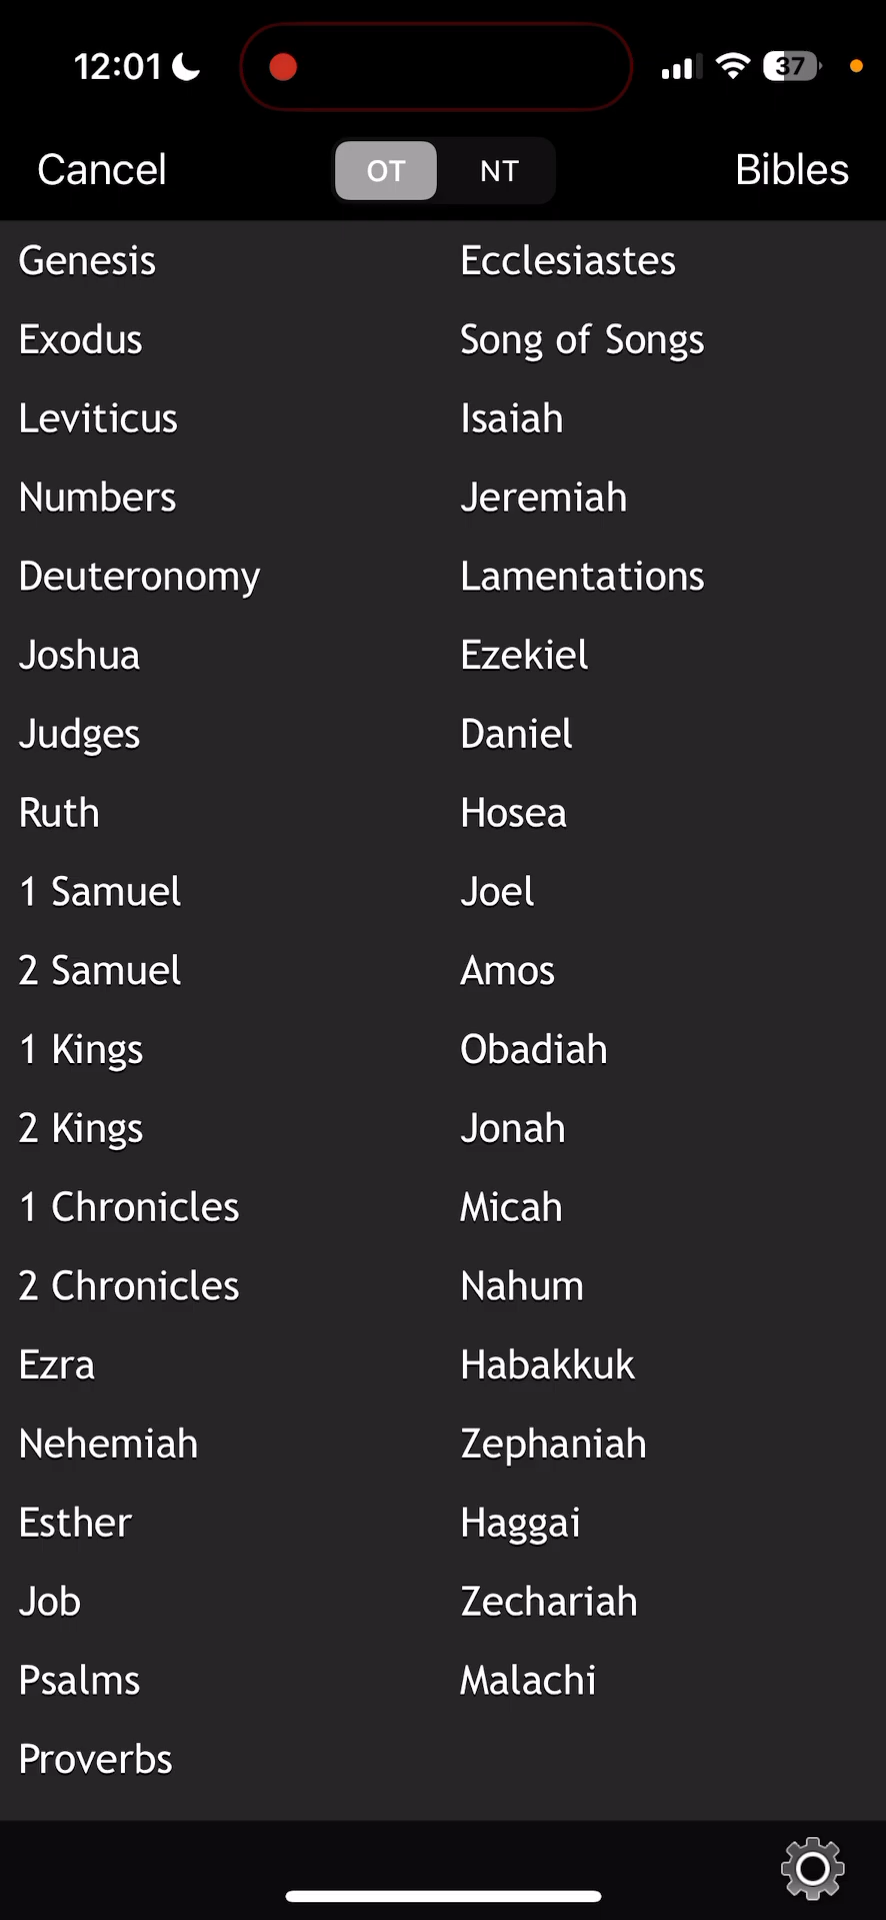 12:01
37
Cancel
OT
NT
Bibles
Genesis
Exodus
Leviticus
Numbers
Deuteronomy
Joshua
Judges
Ruth
1 Samuel
2 Samuel
1 Kings
2 Kings
1 Chronicles
2 Chronicles
Ezra
Nehemiah
Esther
Job
Psalms
Proverbs
Ecclesiastes
Song of Songs
Isaiah
Jeremiah
Lamentations
Ezekiel
Daniel
Hosea
Joel
Amos
Obadiah
Jonah
Micah
Nahum
Habakkuk
Zephaniah
Haggai
Zechariah
Malachi